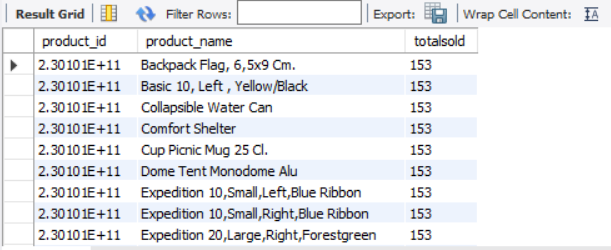 Result Grid Filter Rows: Export: Wrap Cell Content: IA
product_id product_name totalsold
2.30101E+11 Backpack Flag, 6,5x9 Cm. 153
2.30101E+11 Basic 10, Left , Yellow/Black 153
2.30101E+11 Collapsible Water Can 153
2.30101E+11 Comfort Shelter 153
2.30101E+11 Cup Picnic Mug 25 Cl. 153
2.30101E+11 Dome Tent Monodome Alu 153
2.30101E+11 Expedition 10,Small,Left,Blue Ribbon 153
2.30101E+11 Expedition 10,Small,Right,Blue Ribbon 153
2.30101E+11 Expedition 20,Large,Right,Forestgreen 153